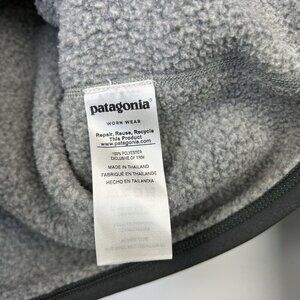 patagonia®
WORN WEAR
Repair, Reuse, Recycle
This Product
www.patagonia.com
100% POLYESTER
EXCLUSIVE OF TRIM
MADE IN THAILAND
FABRIQUÉ EN THAÏLANDE
HECHO EN TAILANDIA